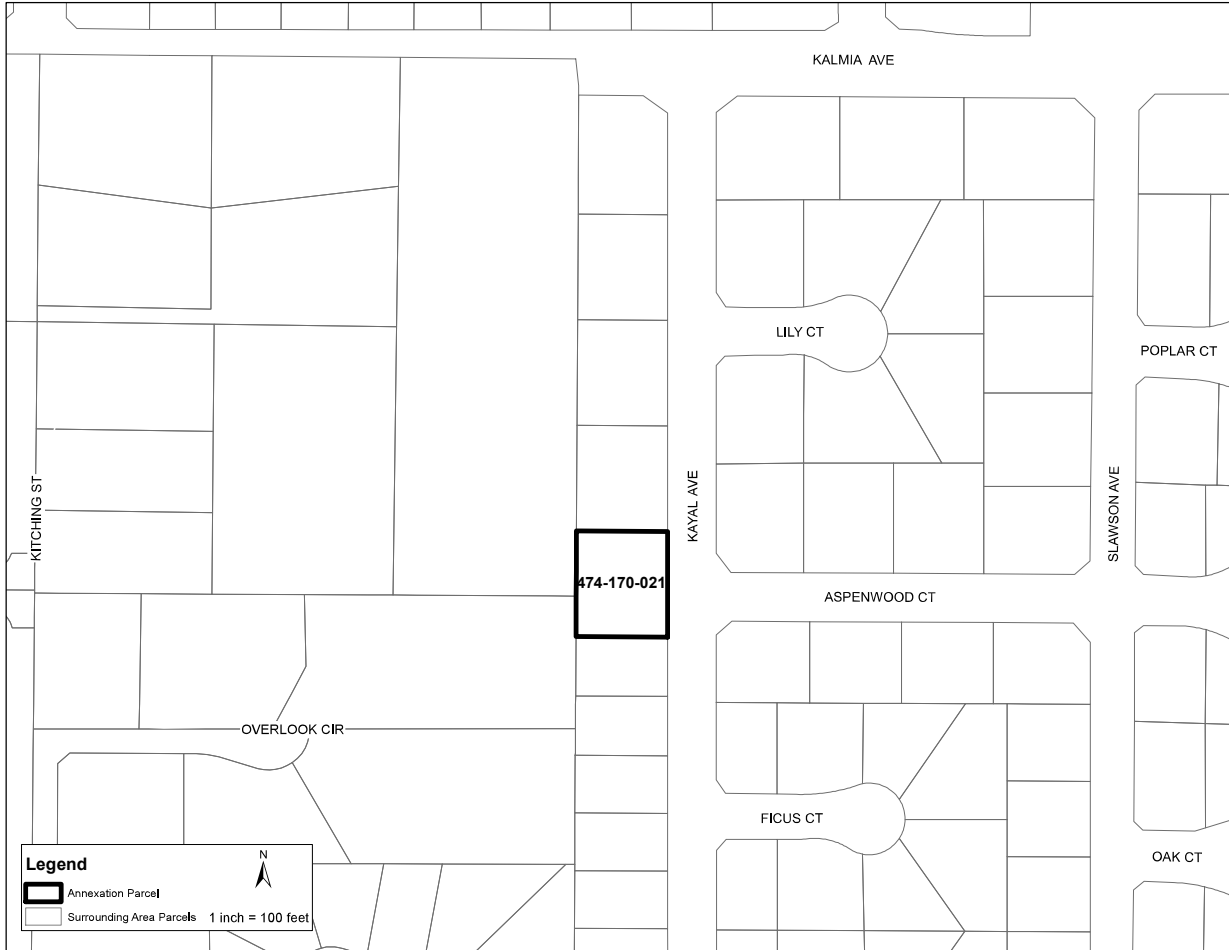 KALMIA AVE
LILY CT
POPLAR CT
KITCHING ST
KAYAL AVE
SLAWSON AVE
474-170-021
ASPENWOOD CT
OVERLOOK CIR
FICUS CT
OAK CT
Legend
N
Annexation Parcel
Surrounding Area Parcels 1 inch = 100 feet